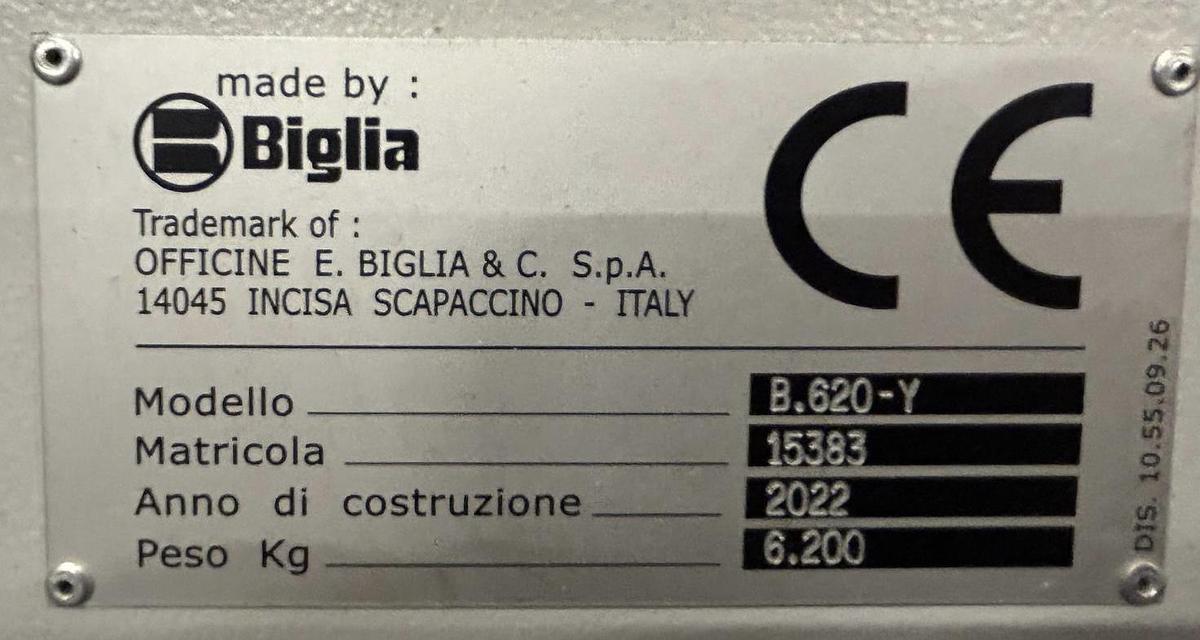 made by :
Biglia
Trademark of :
OFFICINE E. BIGLIA & C. S.p.A.
14045 INCISA SCAPACCINO - ITALY
CE
Modello B.620-Y
Matricola 15383
Anno di costruzione 2022
Peso Kg 6.200
DIS. 10.55.09.26